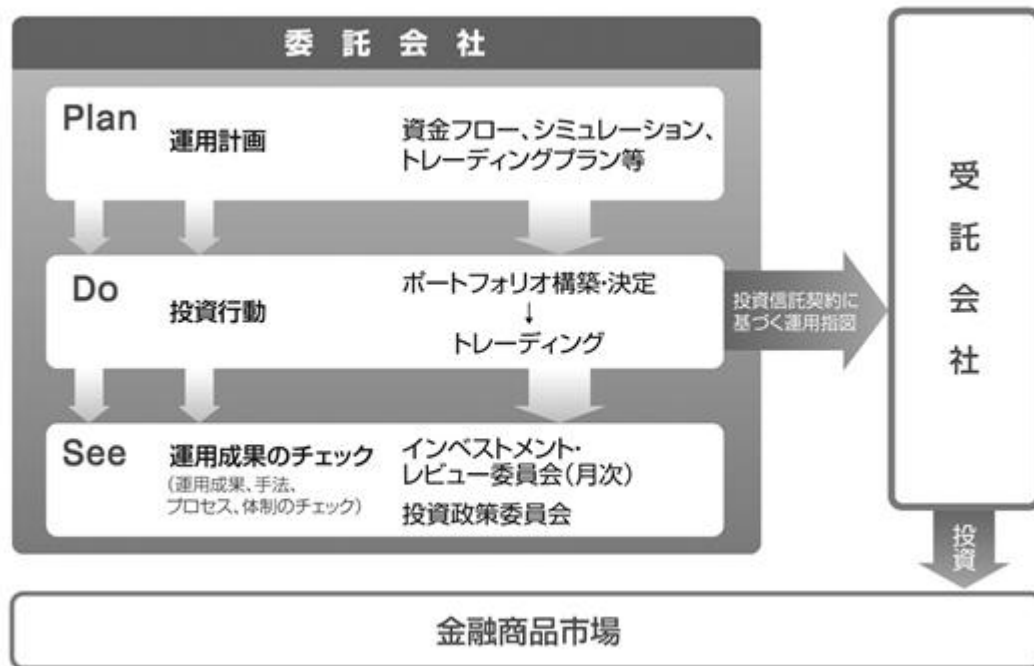 委託会社
Plan
運用計画
資金フロー、シミュレーション、
トレーディングプラン等
Do
投資行動
ポートフォリオ構築・決定
↓
トレーディング
投資信託契約に
基づく運用指図
See
運用成果のチェック
(運用成果、手法、
プロセス、体制のチェック)
インベストメント・
レビュー委員会(月次)
投資政策委員会
受託会社
投資
金融商品市場